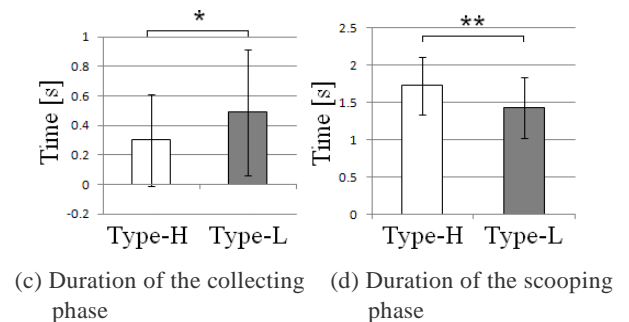 *
1
0.8
0.6
0.4
0.2
0
-0.2
Time [s]
Type-H Type-L
(c) Duration of the collecting
phase
**
2.5
2
1.5
1
0.5
0
Time [s]
Type-H Type-L
(d) Duration of the scooping
phase